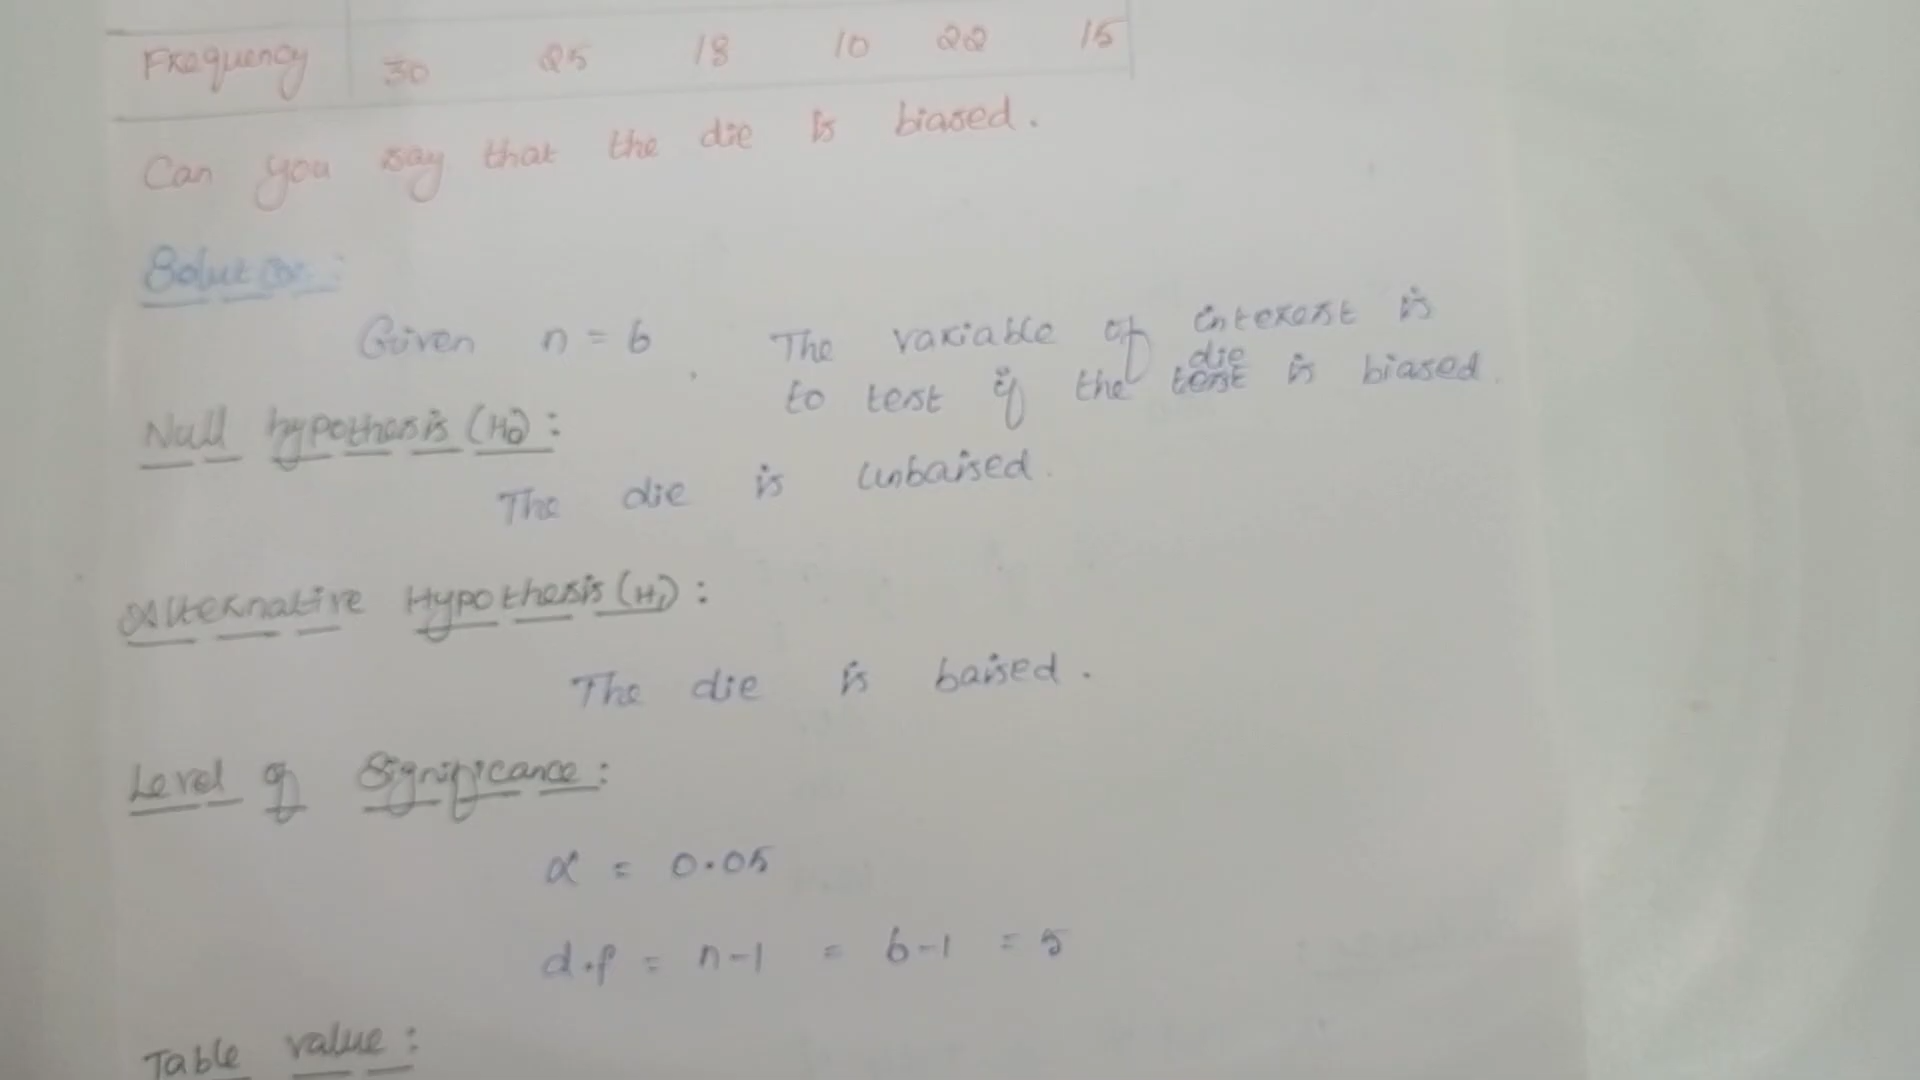 Frequency 30 25 18 10 22 15
Can you say that the die is biased.
Solution:
Given n = 6. The variable of interest is
to test if the die test is biased.
Null hypothesis (H0):
The die is unbaised.
Alternative Hypothesis (H1):
The die is baised.
Level of Significance:
α = 0.05
d.f = n-1 = 6-1 = 5
Table value: